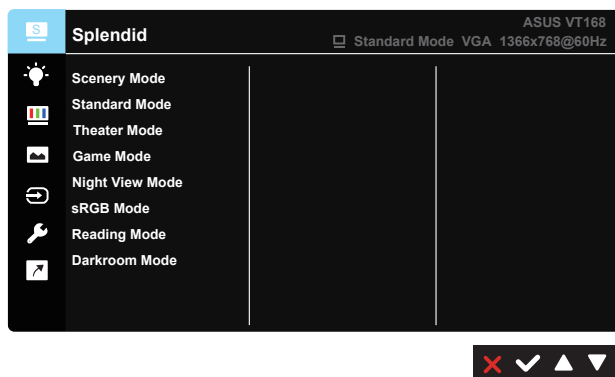 S
Splendid
ASUS VT168
Standard Mode VGA 1366x768@60Hz
Scenery Mode
Standard Mode
Theater Mode
Game Mode
Night View Mode
sRGB Mode
Reading Mode
Darkroom Mode